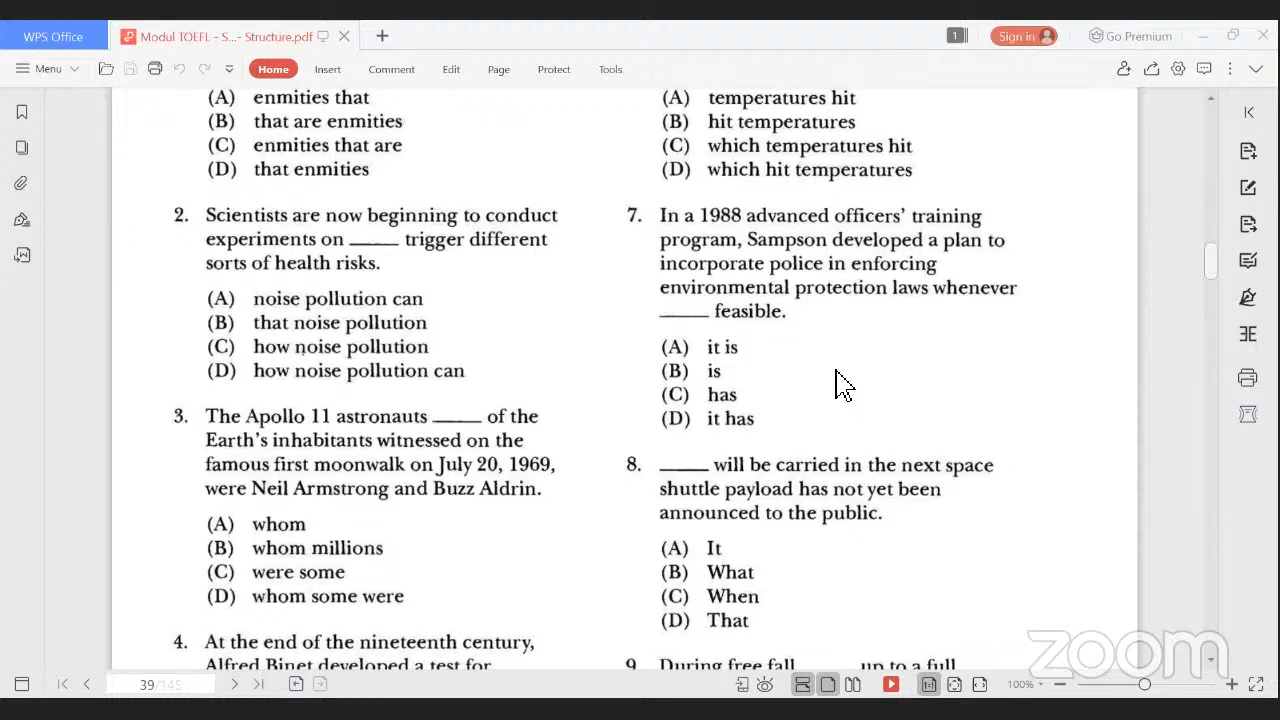 WPS Office
Modul TOEFL - S...- Structure.pdf
1
Sign in
Go Premium
Menu
Home
Insert
Comment
Edit
Page
Protect
Tools
(A) enmities that
(B) that are enmities
(C) enmities that are
(D) that enmities
2. Scientists are now beginning to conduct
experiments on _____ trigger different
sorts of health risks.
(A) noise pollution can
(B) that noise pollution
(C) how noise pollution
(D) how noise pollution can
3. The Apollo 11 astronauts _____ of the
Earth's inhabitants witnessed on the
famous first moonwalk on July 20, 1969,
were Neil Armstrong and Buzz Aldrin.
(A) whom
(B) whom millions
(C) were some
(D) whom some were
4. At the end of the nineteenth century,
Alfred Binet developed a test for
(A) temperatures hit
(B) hit temperatures
(C) which temperatures hit
(D) which hit temperatures
7. In a 1988 advanced officers' training
program, Sampson developed a plan to
incorporate police in enforcing
environmental protection laws whenever
_____ feasible.
(A) it is
(B) is
(C) has
(D) it has
8. _____ will be carried in the next space
shuttle payload has not yet been
announced to the public.
(A) It
(B) What
(C) When
(D) That
9. During free fall _____ up to a full
zoom
39/145
100%